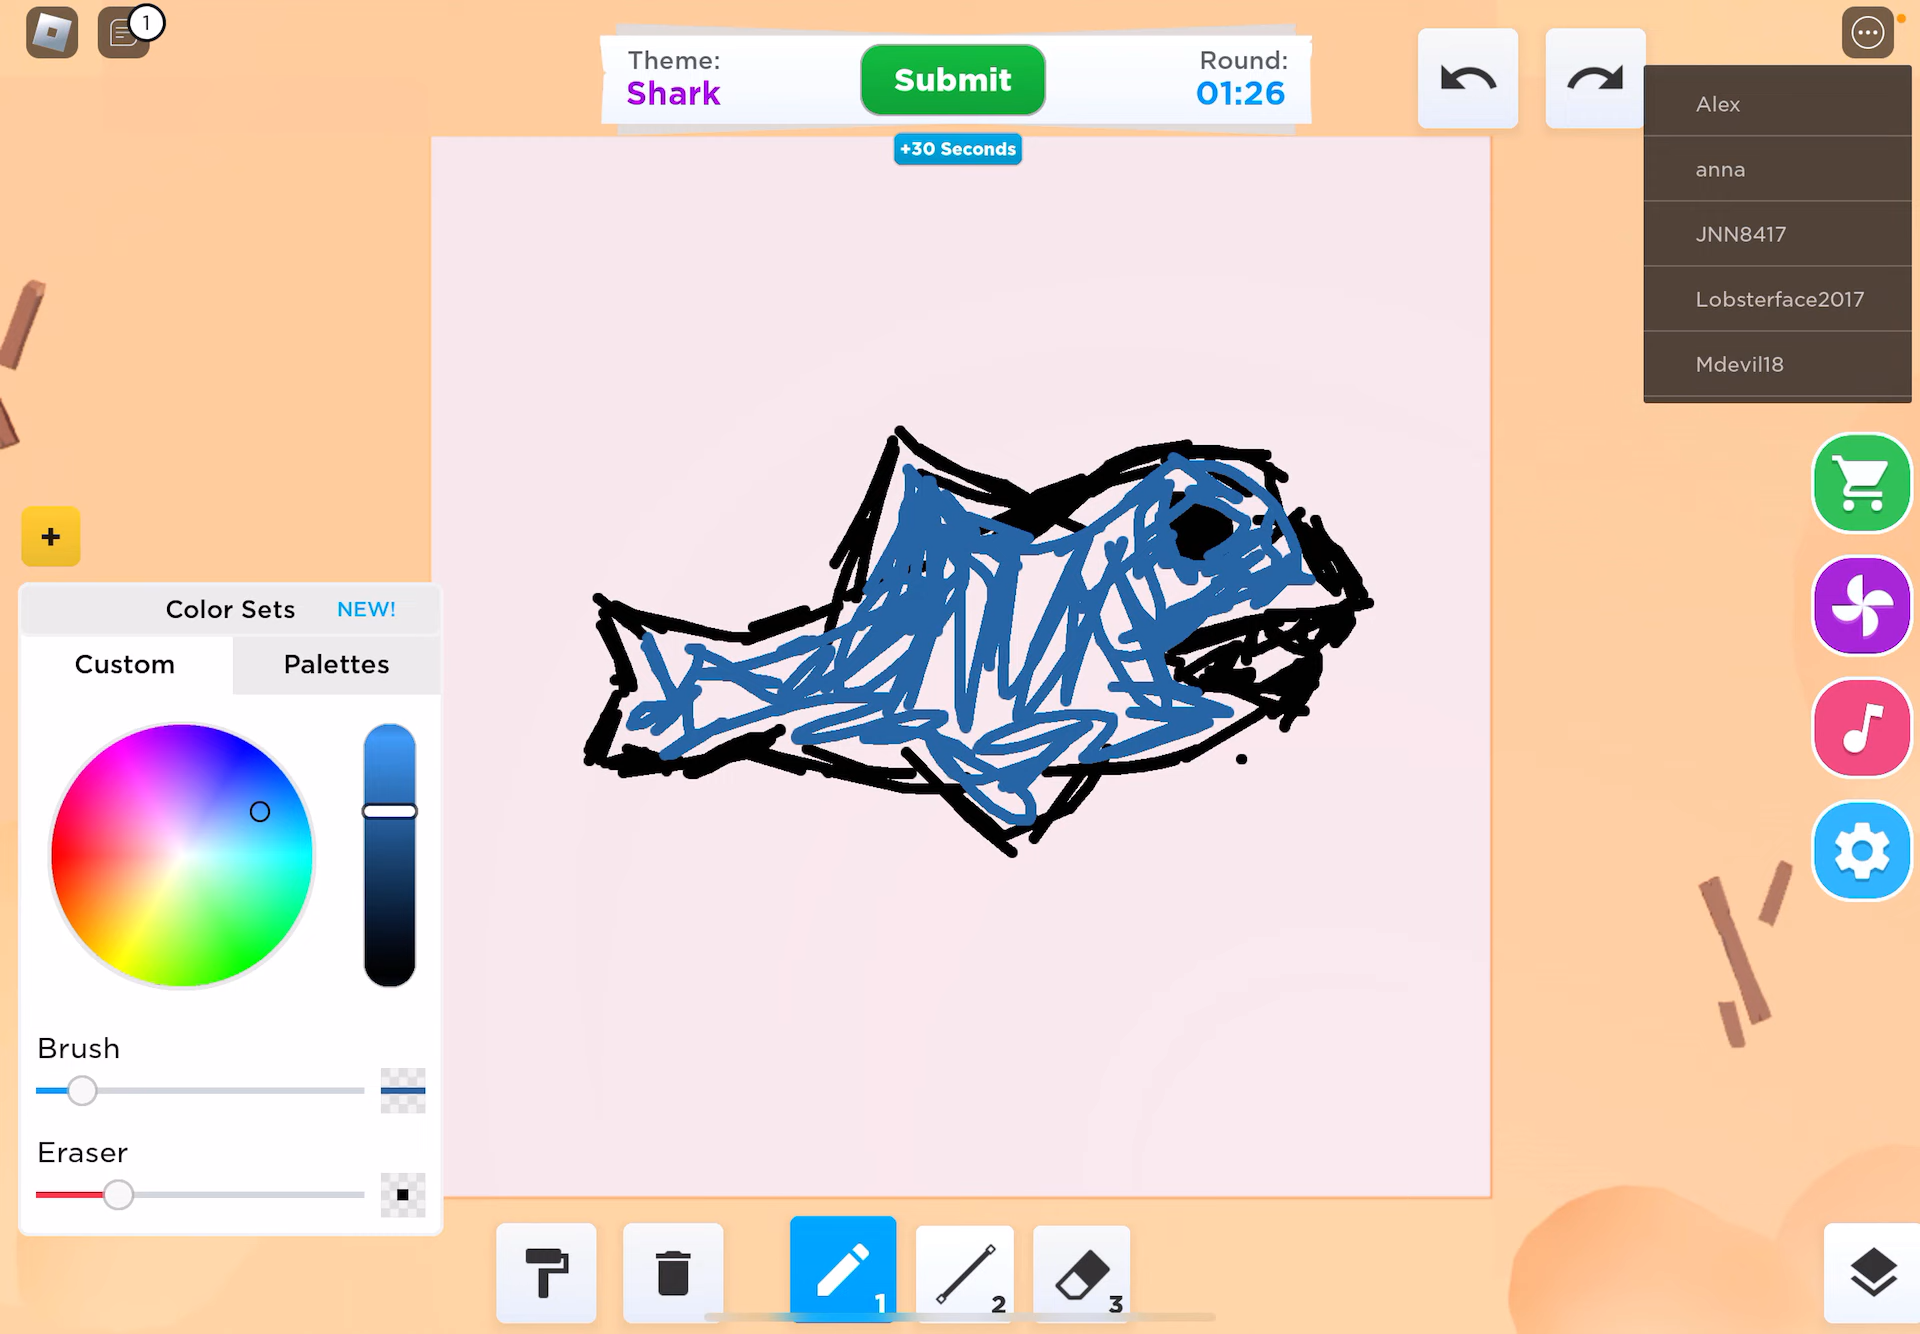 1
Theme:
Shark
Submit
Round:
01:26
+30 Seconds
Alex
anna
JNN8417
Lobsterface2017
Mdevil18
+
Color Sets NEW!
Custom Palettes
Brush
Eraser
1 2 3